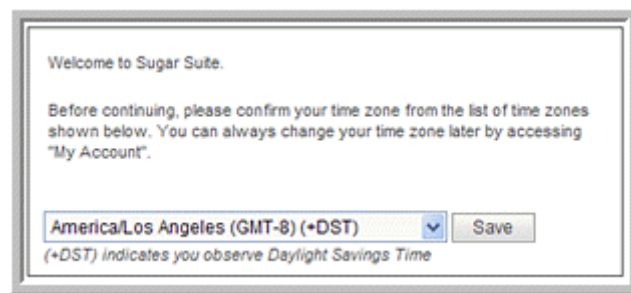 Welcome to Sugar Suite.
Before continuing, please confirm your time zone from the list of time zones
shown below. You can always change your time zone later by accessing
"My Account".
America/Los Angeles (GMT-8) (+DST) Save
(+DST) indicates you observe Daylight Savings Time